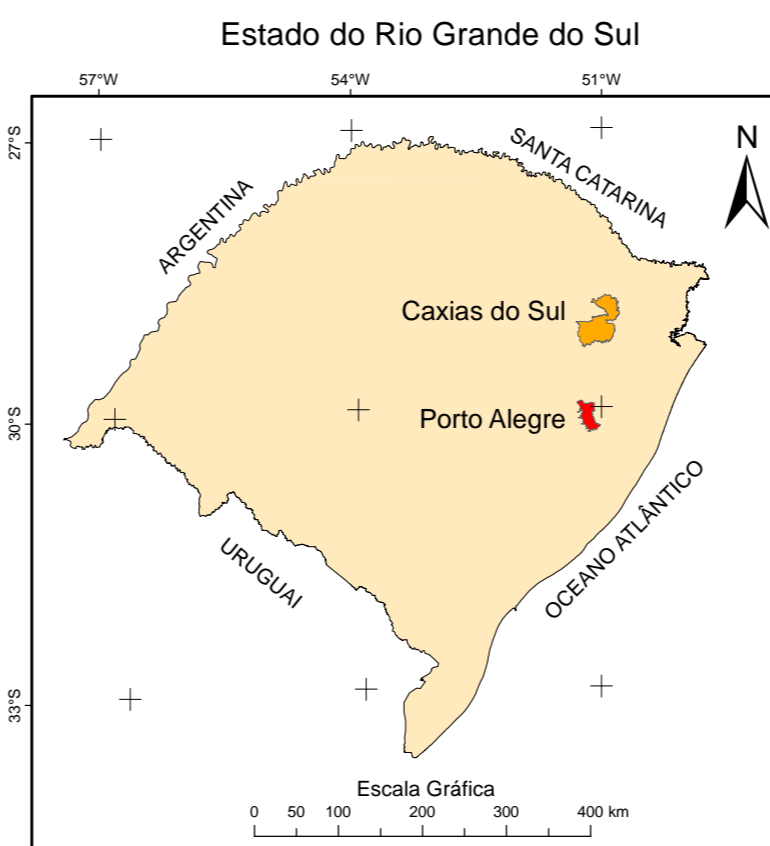 Estado do Rio Grande do Sul
57°W 54°W 51°W
27°S
N
SANTA CATARINA
ARGENTINA
Caxias do Sul
Porto Alegre
30°S
OCEANO ATLÂNTICO
URUGUAI
33°S
Escala Gráfica
0 50 100 200 300 400 km